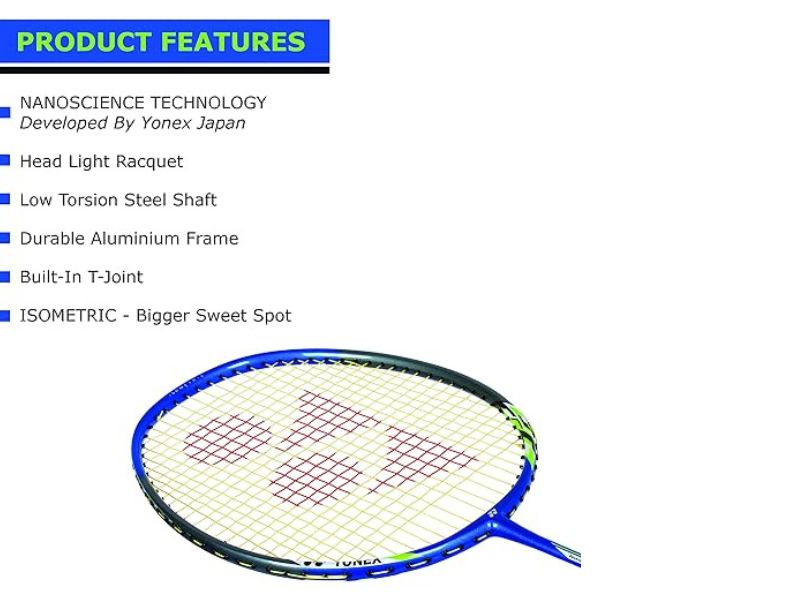 PRODUCT FEATURES
NANOSCIENCE TECHNOLOGY
Developed By Yonex Japan
Head Light Racquet
Low Torsion Steel Shaft
Durable Aluminium Frame
Built-In T-Joint
ISOMETRIC - Bigger Sweet Spot
YONEX